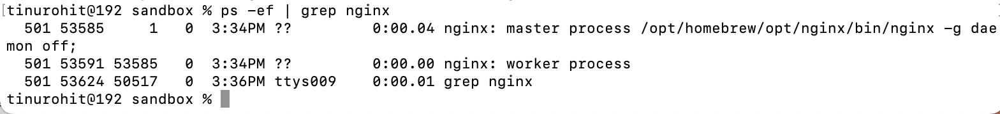 [tinurohit@192 sandbox % ps -ef | grep nginx
501 53585 1 0 3:34PM ?? 0:00.04 nginx: master process /opt/homebrew/opt/nginx/bin/nginx -g dae
mon off;
501 53591 53585 0 3:34PM ?? 0:00.00 nginx: worker process
501 53624 50517 0 3:36PM ttys009 0:00.01 grep nginx
tinurohit@192 sandbox %